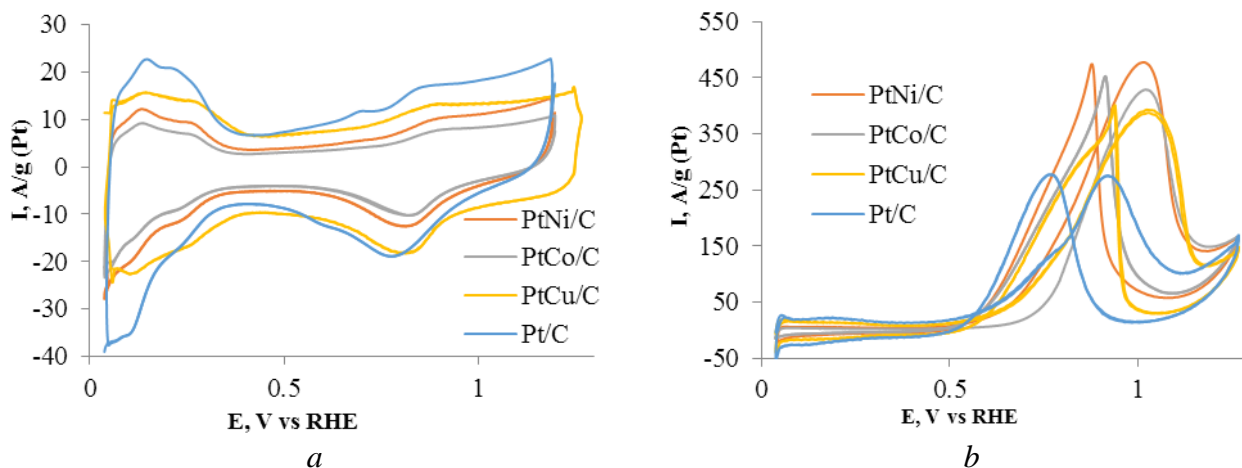 30
20
10
0
-10
-20
-30
-40
I, A/g (Pt)
0
0.5
1
E, V vs RHE
PtNi/C
PtCo/C
PtCu/C
Pt/C
a
550
450
350
250
150
50
-50
I, A/g (Pt)
0
0.5
1
E, V vs RHE
PtNi/C
PtCo/C
PtCu/C
Pt/C
b